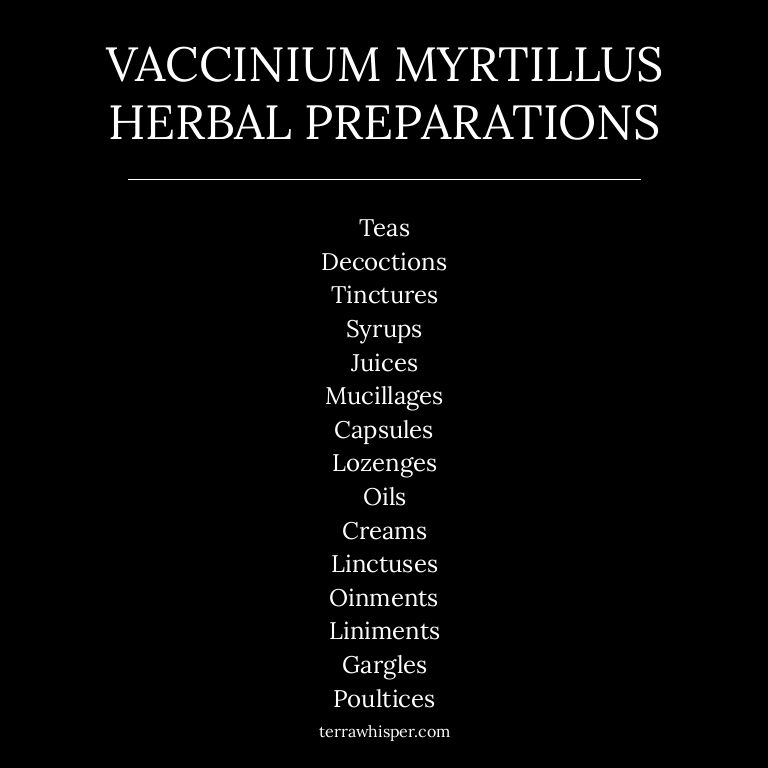 VACCINIUM MYRTILLUS
HERBAL PREPARATIONS
Teas
Decoctions
Tinctures
Syrups
Juices
Mucillages
Capsules
Lozenges
Oils
Creams
Linctuses
Oinments
Liniments
Gargles
Poultices
terrawhisper.com